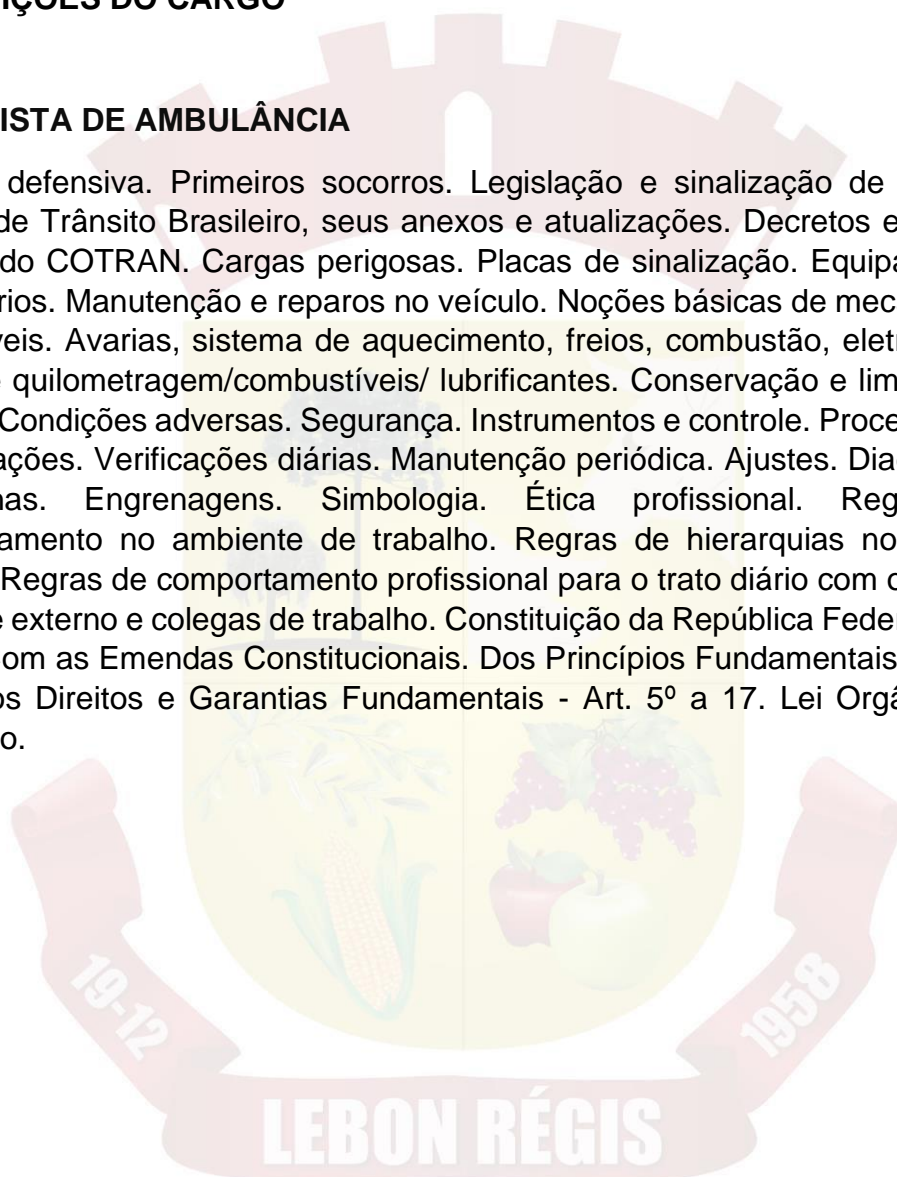 IÇÕES DO CARGO
ISTA DE AMBULÂNCIA
defensiva. Primeiros socorros. Legislação e sinalização de
de Trânsito Brasileiro, seus anexos e atualizações. Decretos e
do COTRAN. Cargas perigosas. Placas de sinalização. Equipa
rios. Manutenção e reparos no veículo. Noções básicas de meca
veis. Avarias, sistema de aquecimento, freios, combustão, eletr
quilometragem/combustíveis/ lubrificantes. Conservação e lim
Condições adversas. Segurança. Instrumentos e controle. Proce
ações. Verificações diárias. Manutenção periódica. Ajustes. Dia
nas. Engrenagens. Simbologia. Ética profissional. Reg
amento no ambiente de trabalho. Regras de hierarquias no
Regras de comportamento profissional para o trato diário com o
e externo e colegas de trabalho. Constituição da República Feder
om as Emendas Constitucionais. Dos Princípios Fundamentais
os Direitos e Garantias Fundamentais - Art. 5º a 17. Lei Orgâ
o.
19-12
1958
LEBON RÉGIS